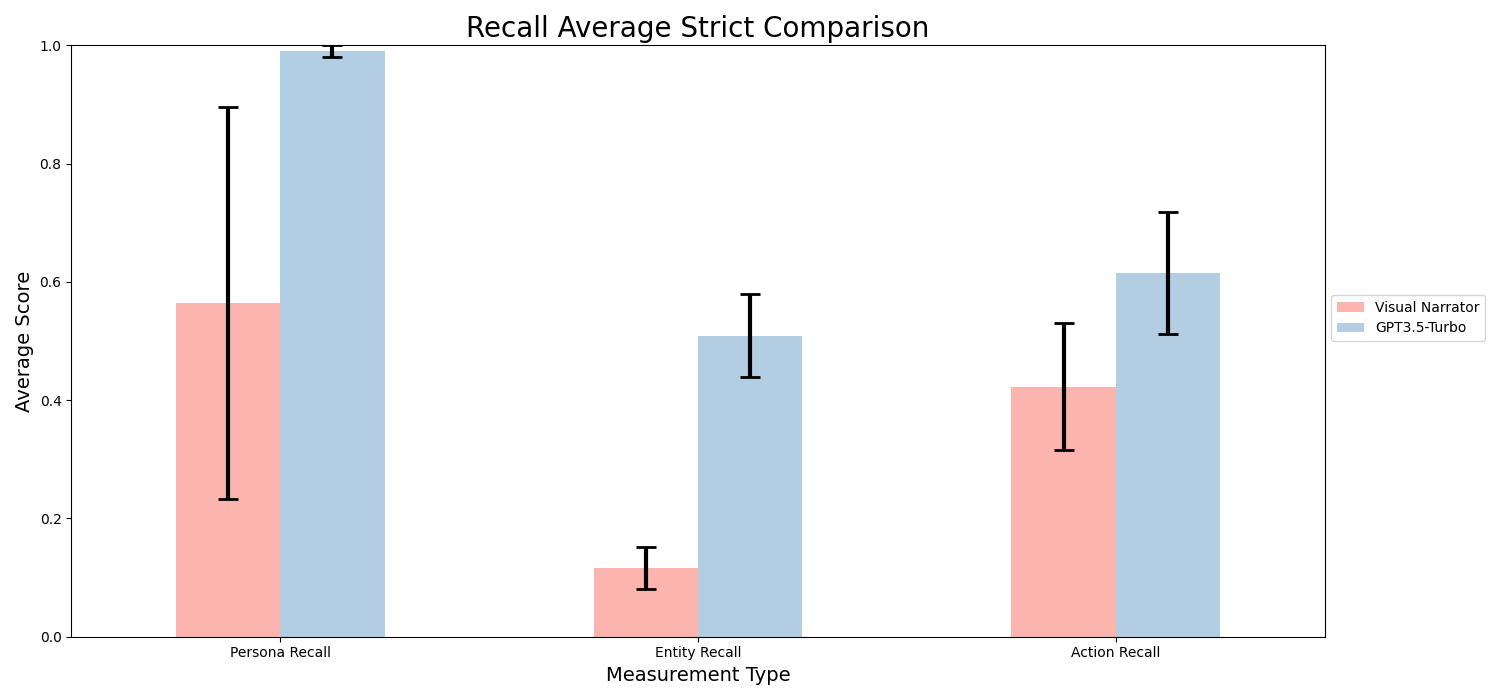 Recall Average Strict Comparison
1.0
0.8
0.6
0.4
0.2
0.0
Average Score
Persona Recall
Entity Recall
Action Recall
Measurement Type
Visual Narrator
GPT3.5-Turbo